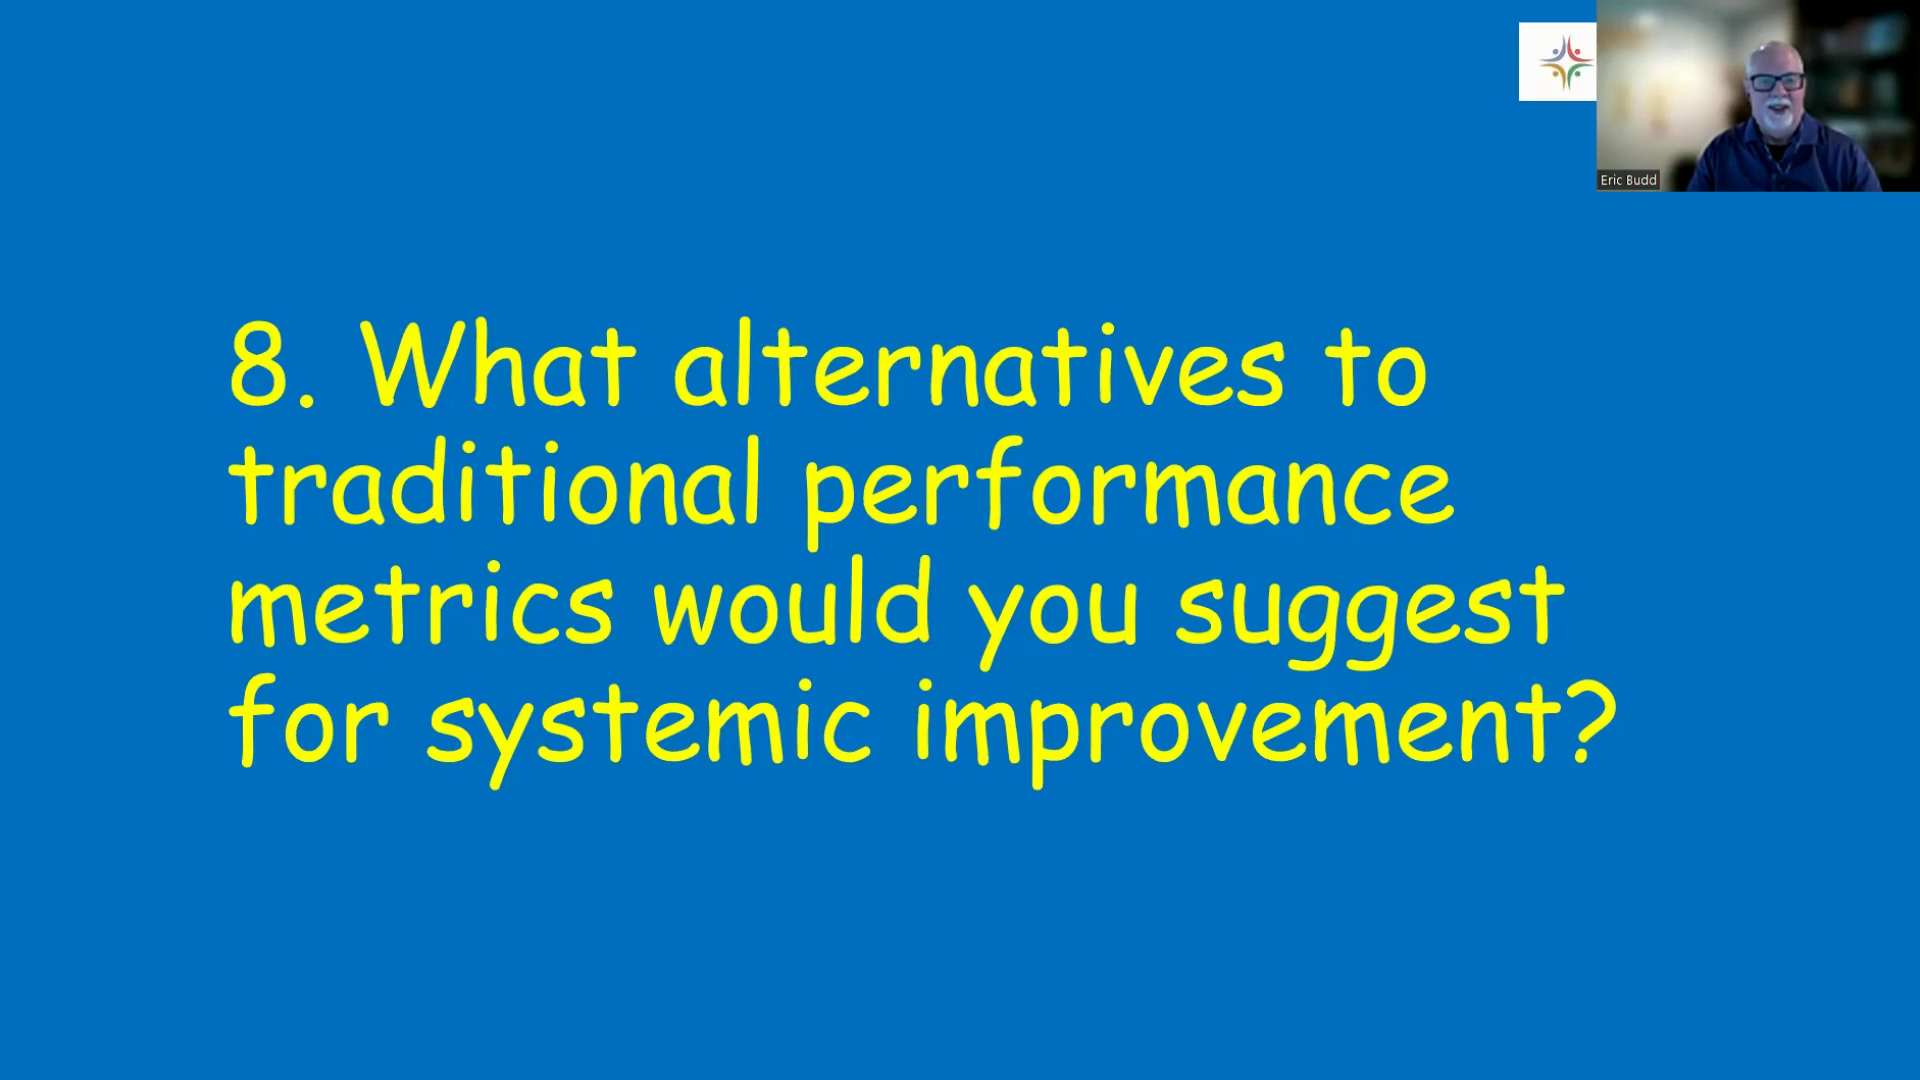 Eric Budd
8. What alternatives to
traditional performance
metrics would you suggest
for systemic improvement?